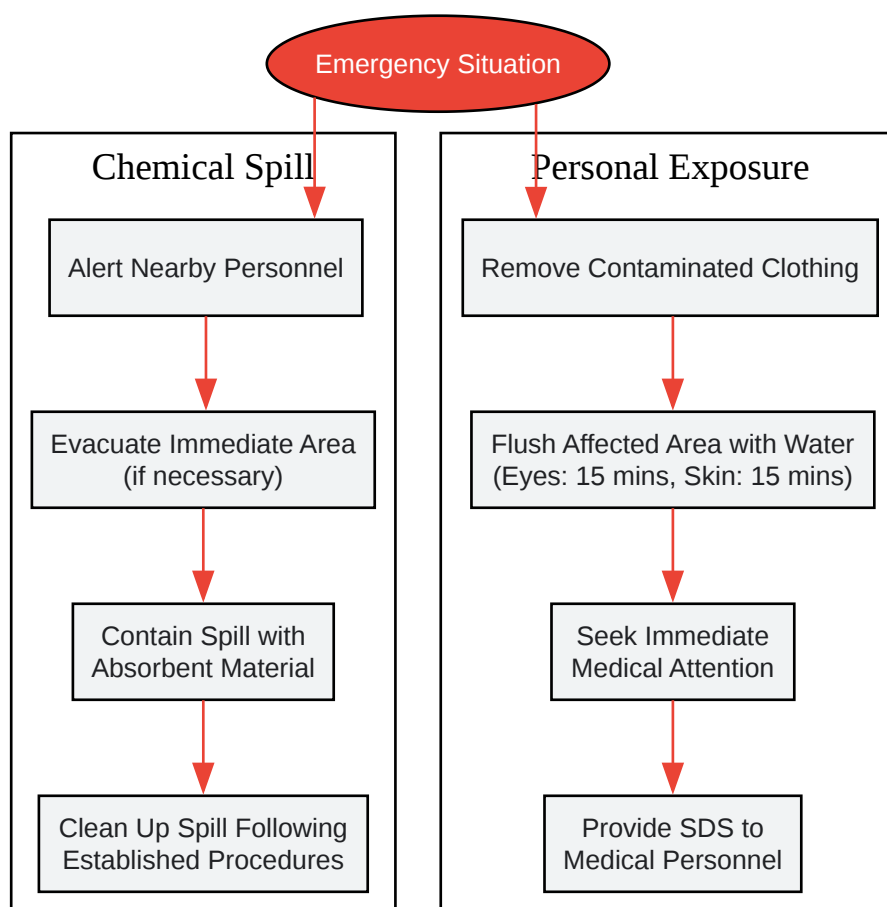 Emergency Situation
Chemical Spill
Alert Nearby Personnel
Evacuate Immediate Area
(if necessary)
Contain Spill with
Absorbent Material
Clean Up Spill Following
Established Procedures
Personal Exposure
Remove Contaminated Clothing
Flush Affected Area with Water
(Eyes: 15 mins, Skin: 15 mins)
Seek Immediate
Medical Attention
Provide SDS to
Medical Personnel